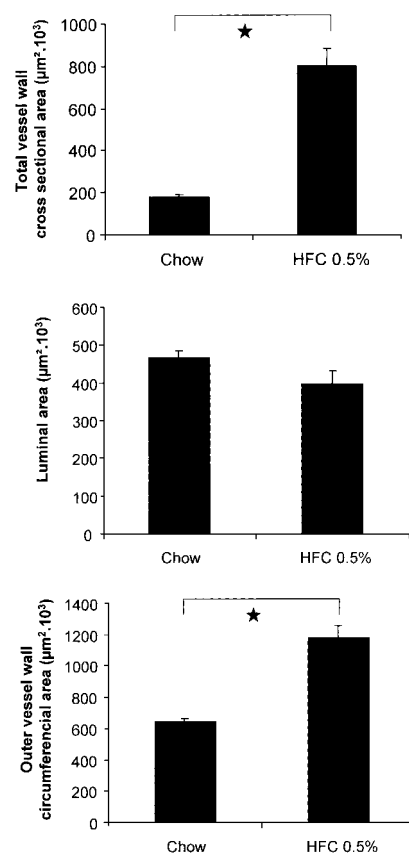 Total vessel wall
cross sectional area (µm².10³)
1000
800
600
400
200
0
Chow HFC 0.5%
Luminal area (µm².10³)
600
500
400
300
200
100
0
Chow HFC 0.5%
Outer vessel wall
circumferencial area (µm².10³)
1400
1200
1000
800
600
400
200
0
Chow HFC 0.5%